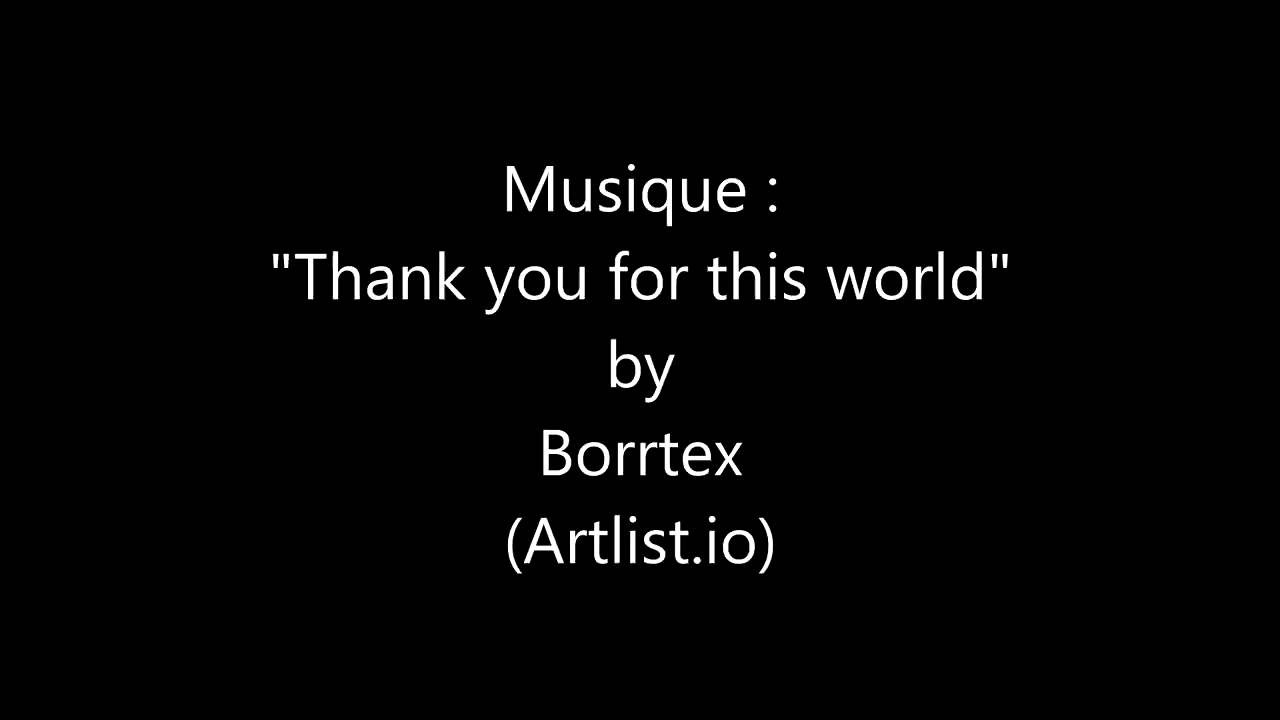 Musique :
"Thank you for this world"
by
Borrtex
(Artlist.io)